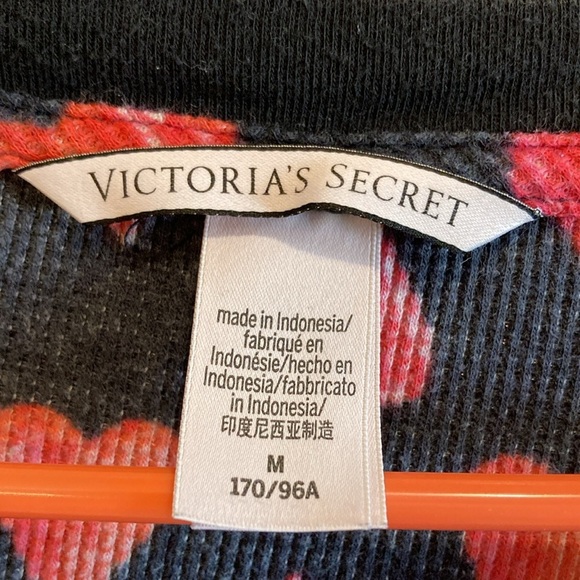 VICTORIA'S SECRET
made in Indonesia/
fabriqué en
Indonésie/hecho en
Indonesia/fabbricato
in Indonesia/
印度尼西亚制造
M
170/96A